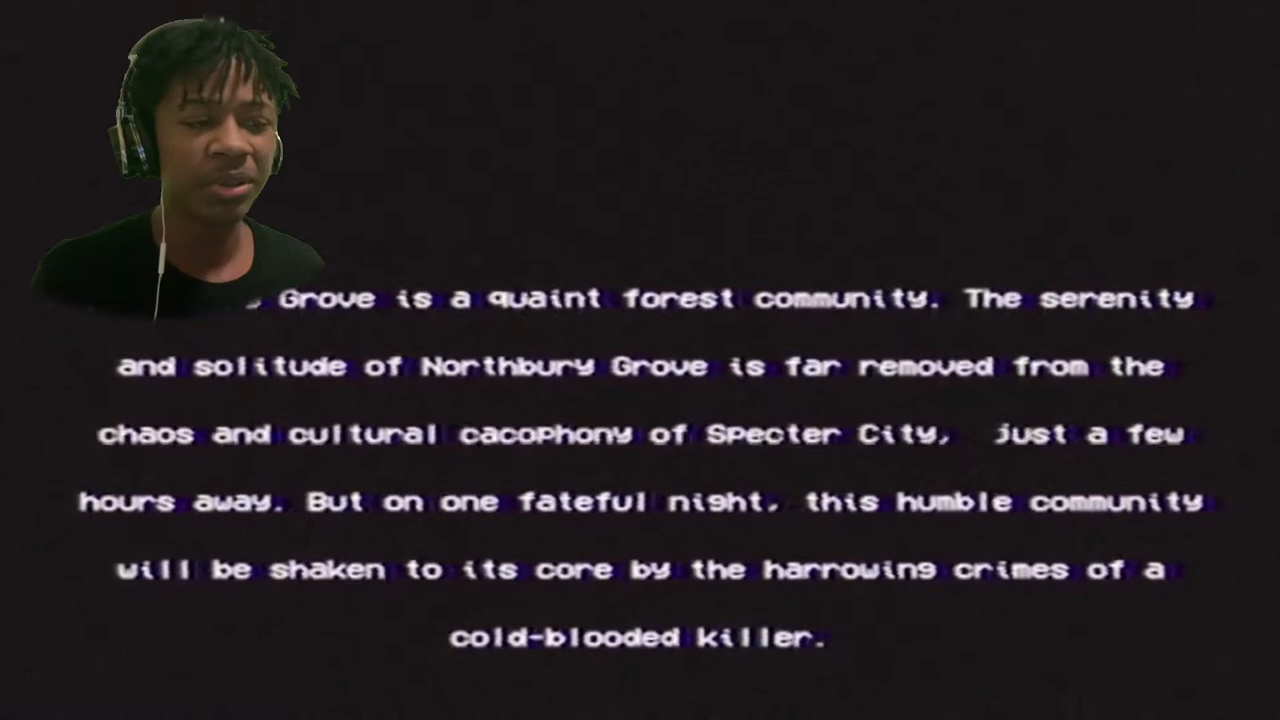 Grove is a quaint forest community. The serenity
and solitude of Northbury Grove is far removed from the
chaos and cultural cacophony of Specter City, just a few
hours away. But on one fateful night, this humble community
will be shaken to its core by the harrowing crimes of a
cold-blooded killer.